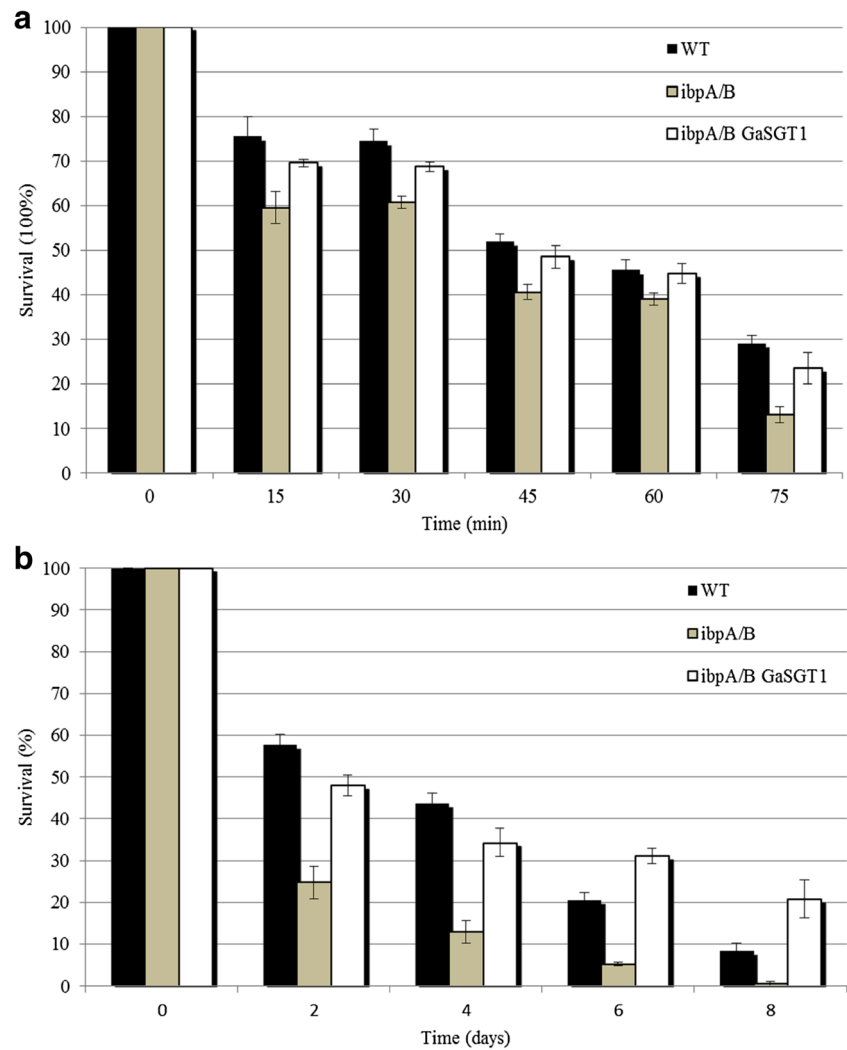 a
100
90
80
70
60
50
40
30
20
10
0
Survival (100%)
WT
ibpA/B
ibpA/B GaSGT1
0 15 30 45 60 75
Time (min)
b
100
90
80
70
60
50
40
30
20
10
0
Survival (%)
WT
ibpA/B
ibpA/B GaSGT1
0 2 4 6 8
Time (days)